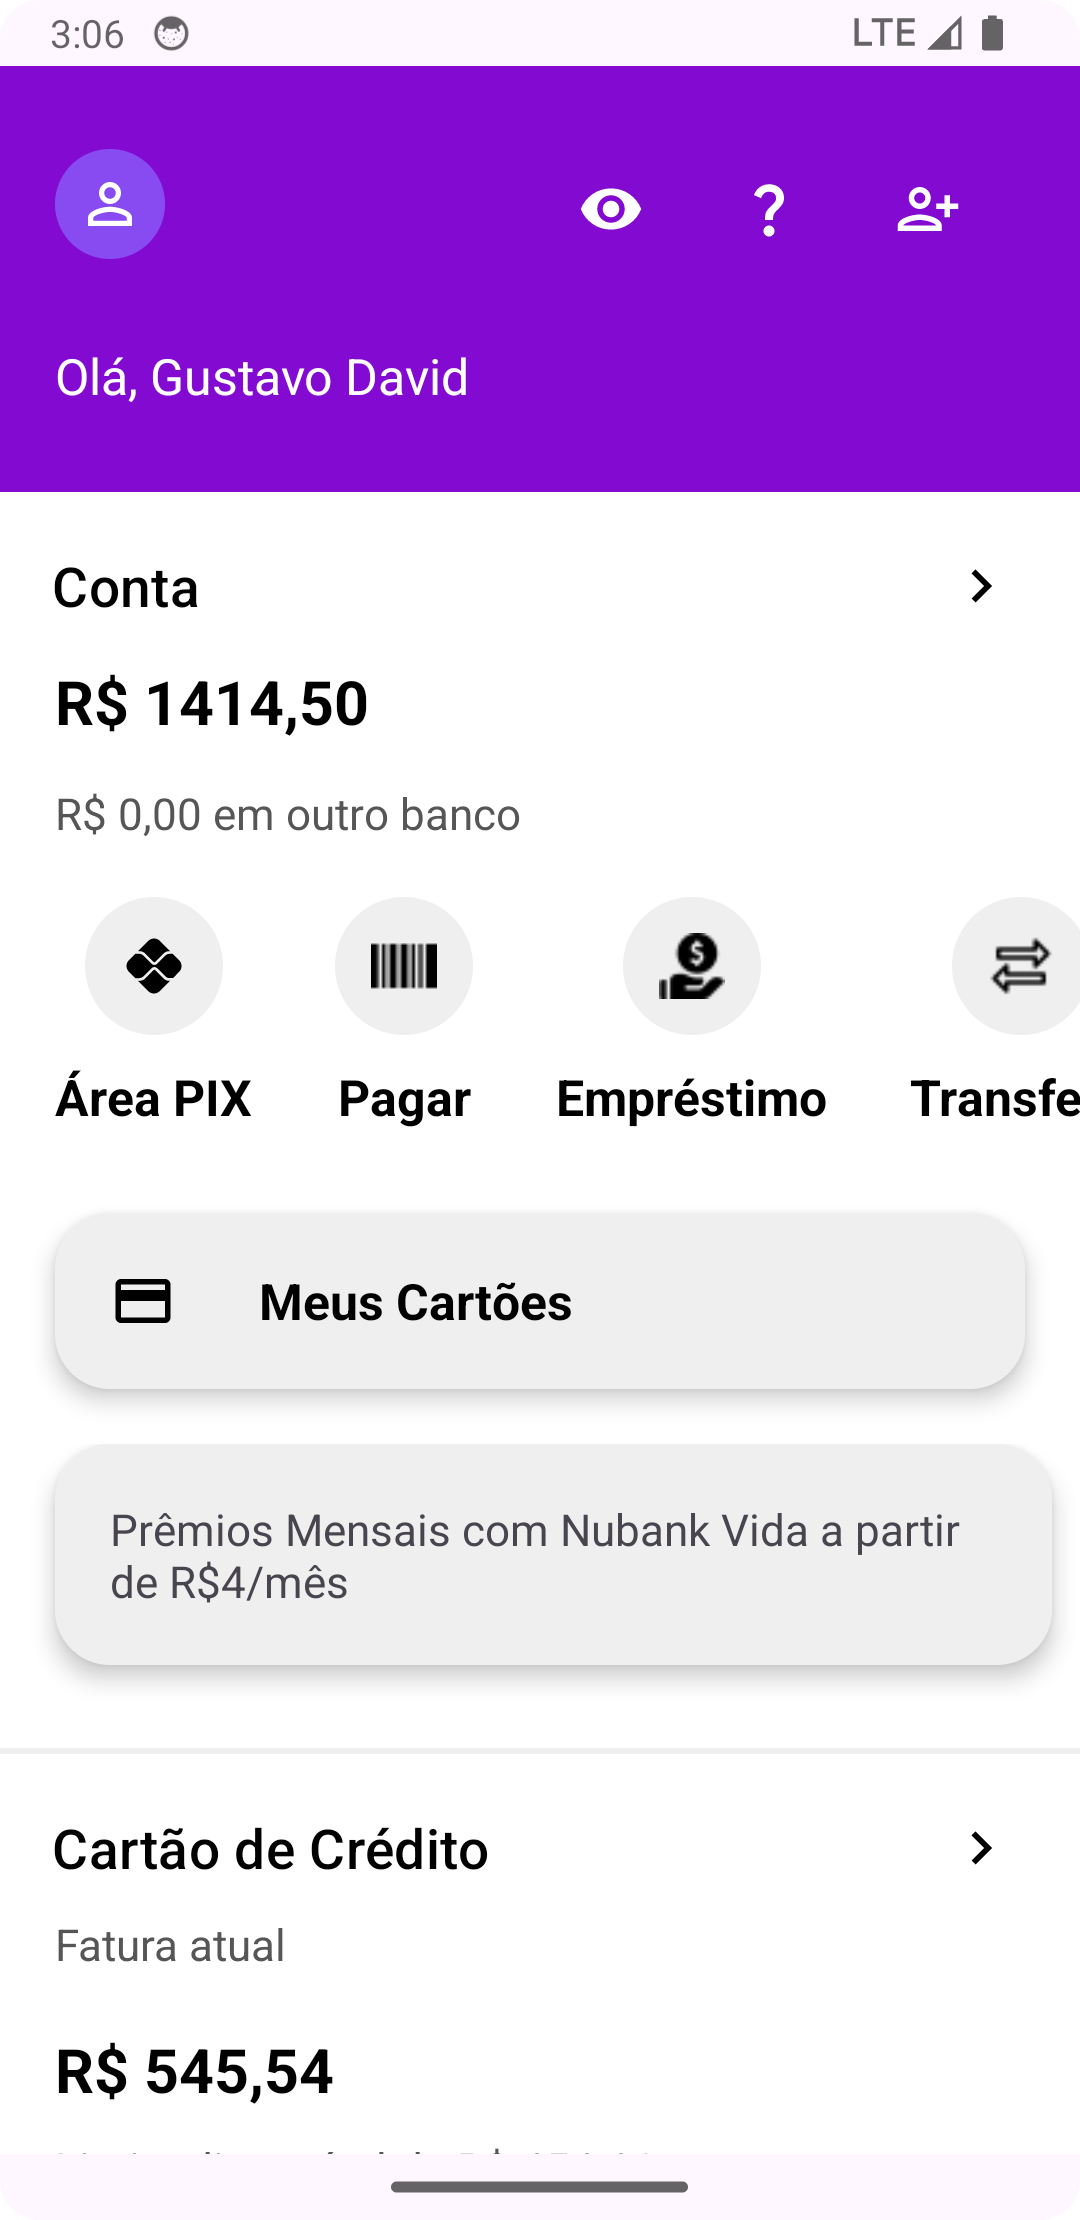 3:06
LTE
Olá, Gustavo David
Conta
R$ 1414,50
R$ 0,00 em outro banco
Área PIX
Pagar
Empréstimo
Transfe
Meus Cartões
Prêmios Mensais com Nubank Vida a partir
de R$4/mês
Cartão de Crédito
Fatura atual
R$ 545,54